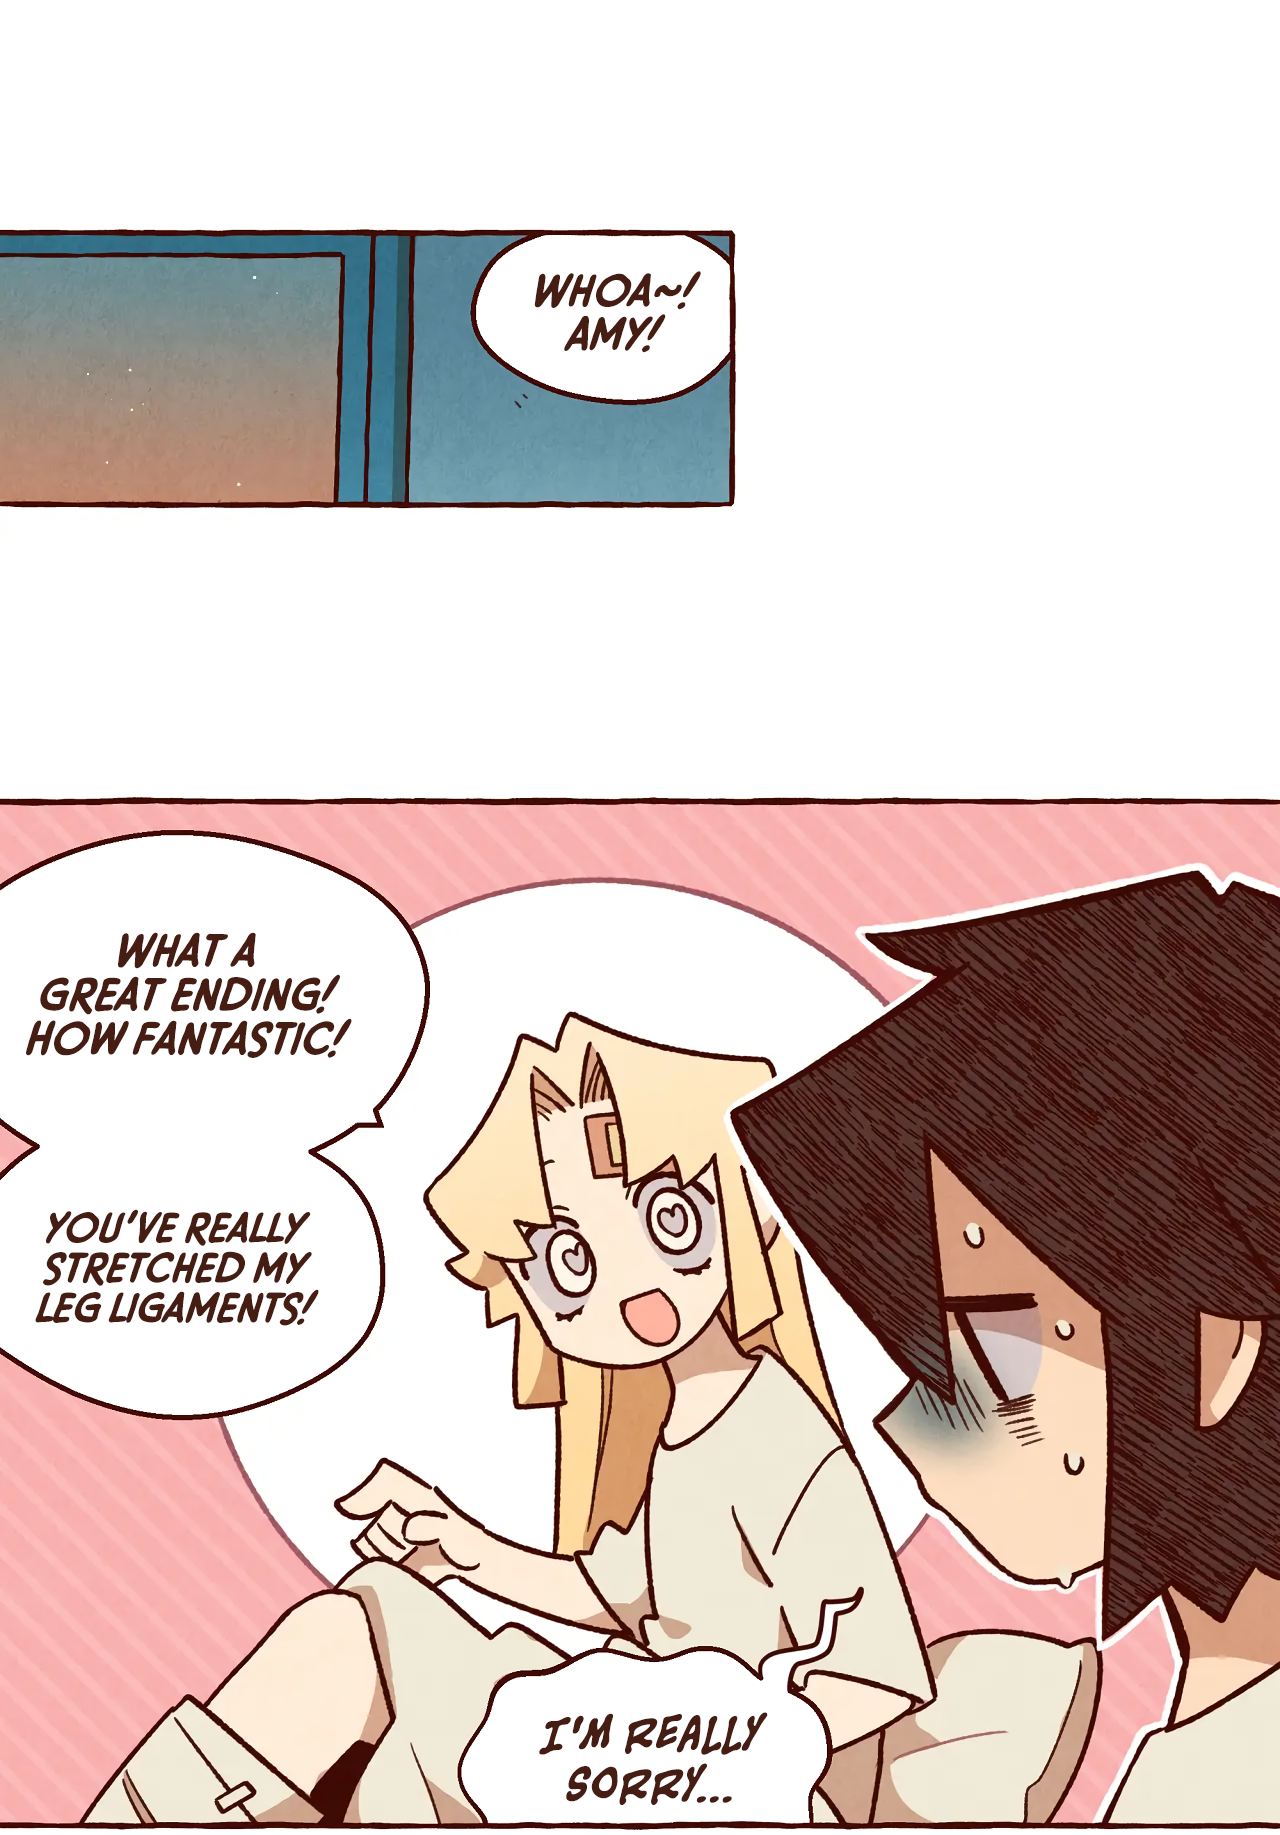 WHOA~!
AMY!
WHAT A
GREAT ENDING!
HOW FANTASTIC!
YOU'VE REALLY
STRETCHED MY
LEG LIGAMENTS!
I'M REALLY
SORRY...